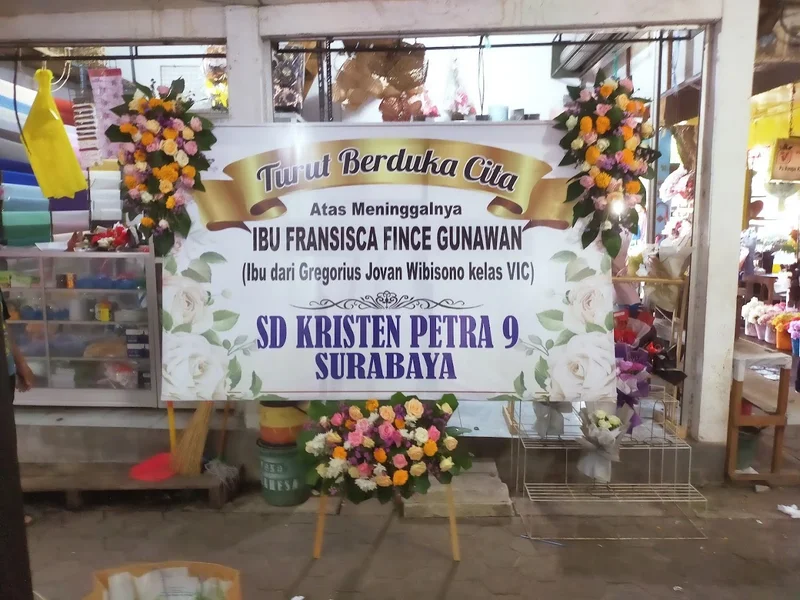 Turut Berduka Cita
Atas Meninggalnya
IBU FRANSISCA FINCE GUNAWAN
(Ibu dari Gregorius Jovan Wibisono kelas VIC)
SD KRISTEN PETRA 9
SURABAYA